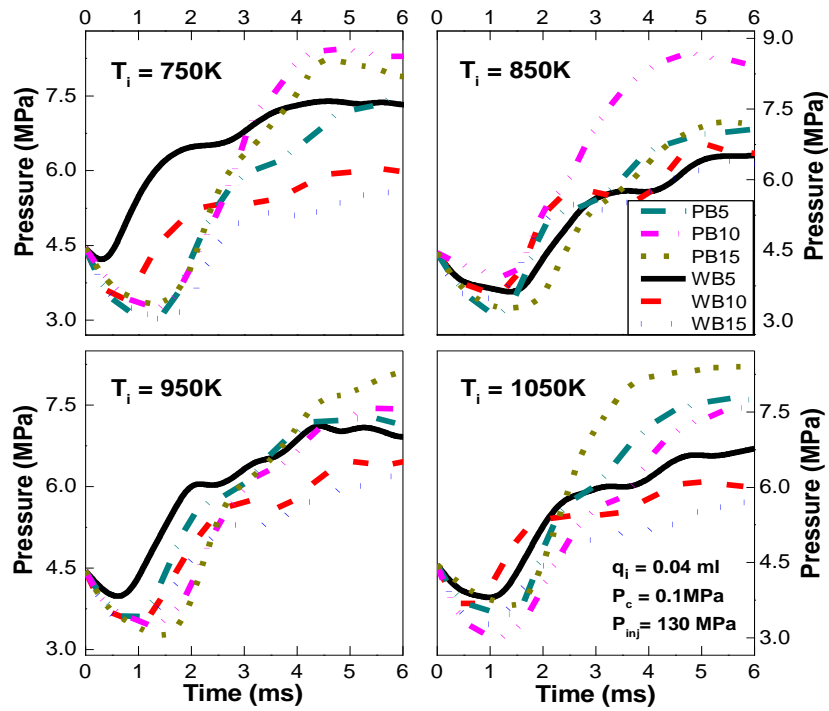 0 1 2 3 4 5 6
0 1 2 3 4 5 6
T_i = 750K
T_i = 850K
9.0
7.5
7.5
6.0
6.0
4.5
4.5
3.0
3.0
Pressure (MPa)
Pressure (MPa)
PB5
PB10
PB15
WB5
WB10
WB15
T_i = 950K
T_i = 1050K
7.5
7.5
6.0
6.0
4.5
4.5
3.0
3.0
Pressure (MPa)
Pressure (MPa)
q_i = 0.04 ml
P_c = 0.1MPa
P_inj= 130 MPa
0 1 2 3 4 5 6
0 1 2 3 4 5 6
Time (ms)
Time (ms)